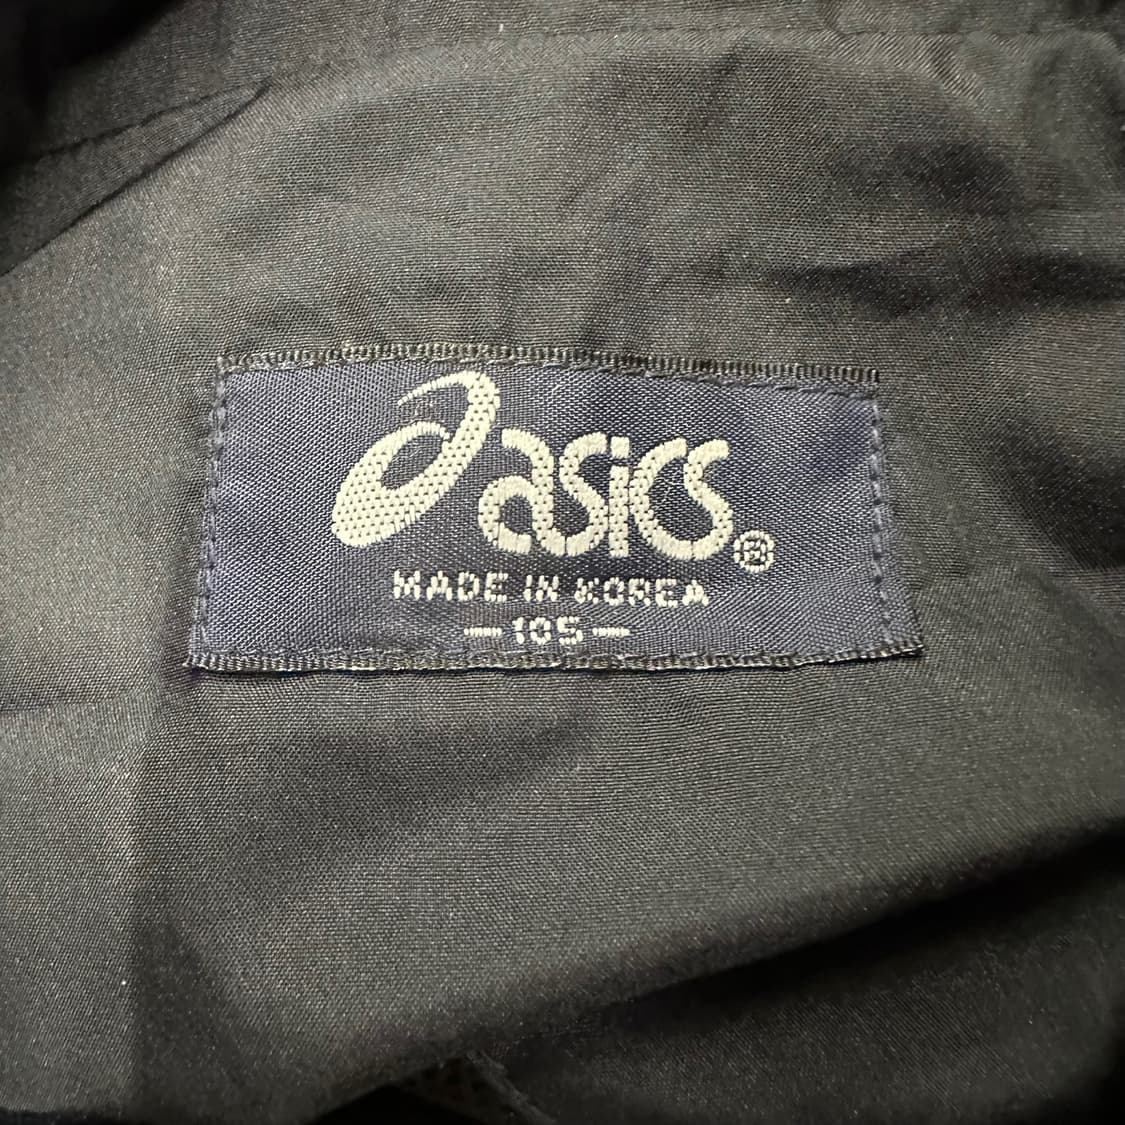 asics®
MADE IN KOREA
—105—